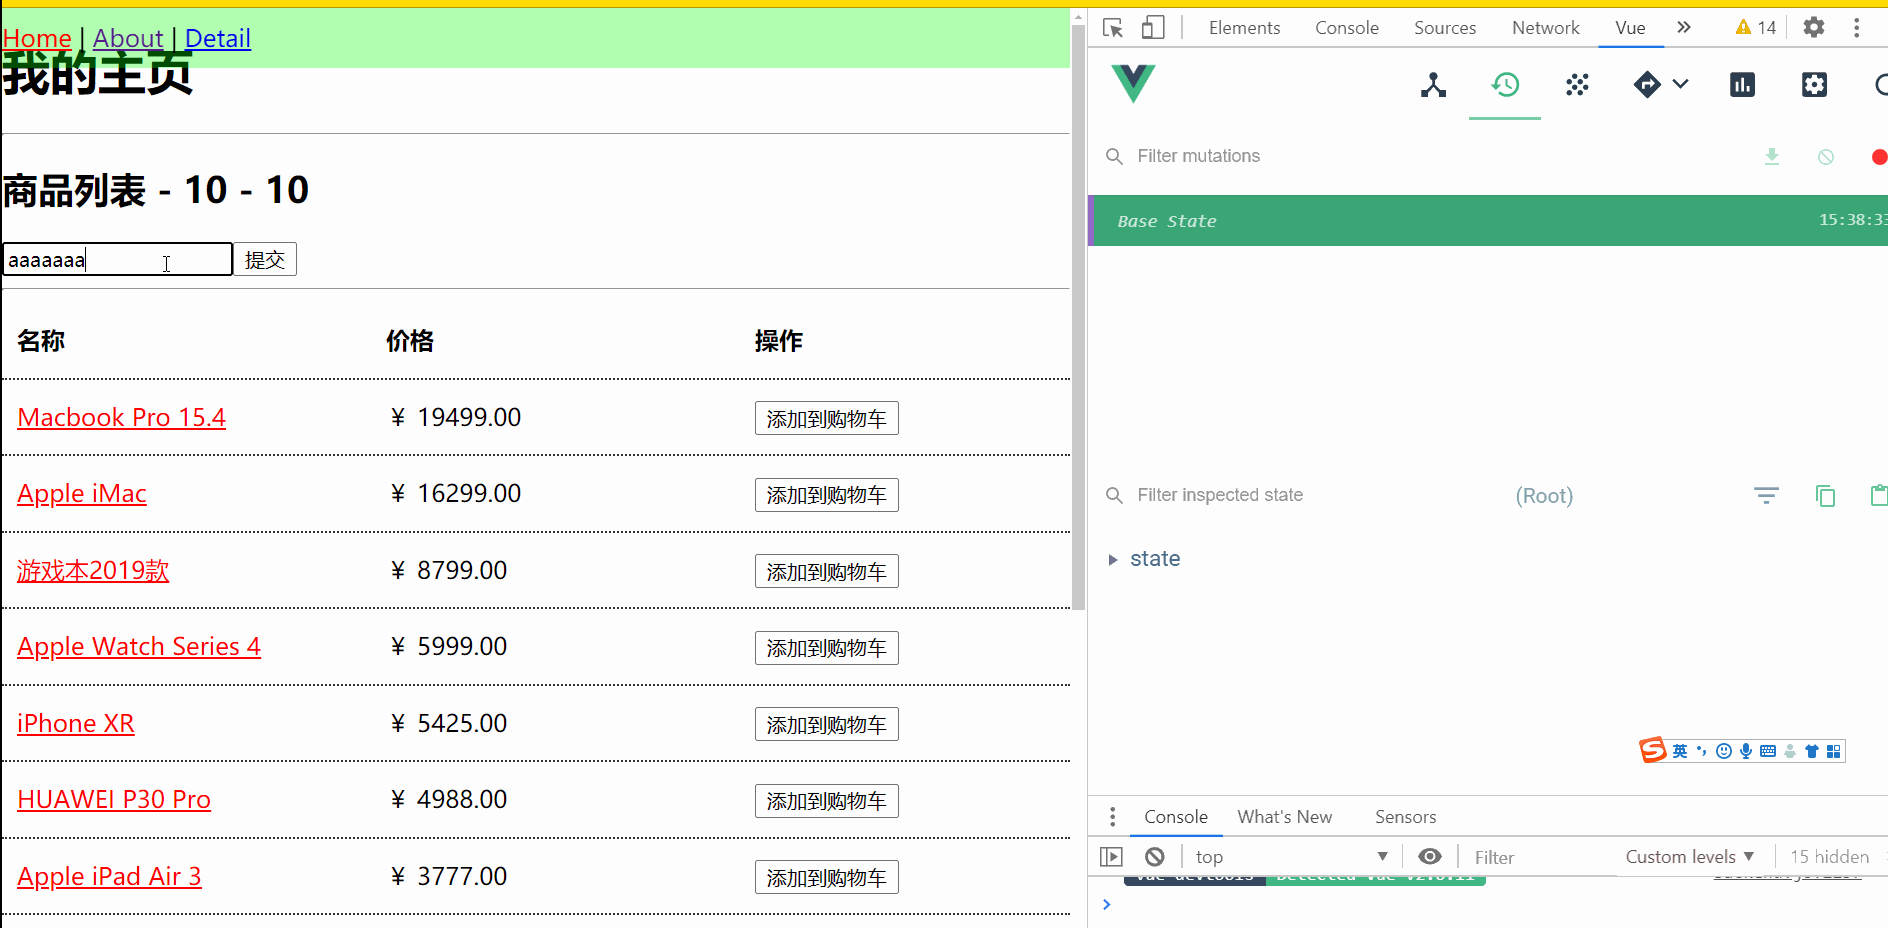 Home | About | Detail
我的主页
商品列表 - 10 - 10
aaaaaaa 提交
名称 价格 操作
Macbook Pro 15.4 ¥ 19499.00 添加到购物车
Apple iMac ¥ 16299.00 添加到购物车
游戏本2019款 ¥ 8799.00 添加到购物车
Apple Watch Series 4 ¥ 5999.00 添加到购物车
iPhone XR ¥ 5425.00 添加到购物车
HUAWEI P30 Pro ¥ 4988.00 添加到购物车
Apple iPad Air 3 ¥ 3777.00 添加到购物车
Elements Console Sources Network Vue 14
Filter mutations
Base State 15:38:33
Filter inspected state (Root)
state
英
Console What's New Sensors
top Filter Custom levels 15 hidden